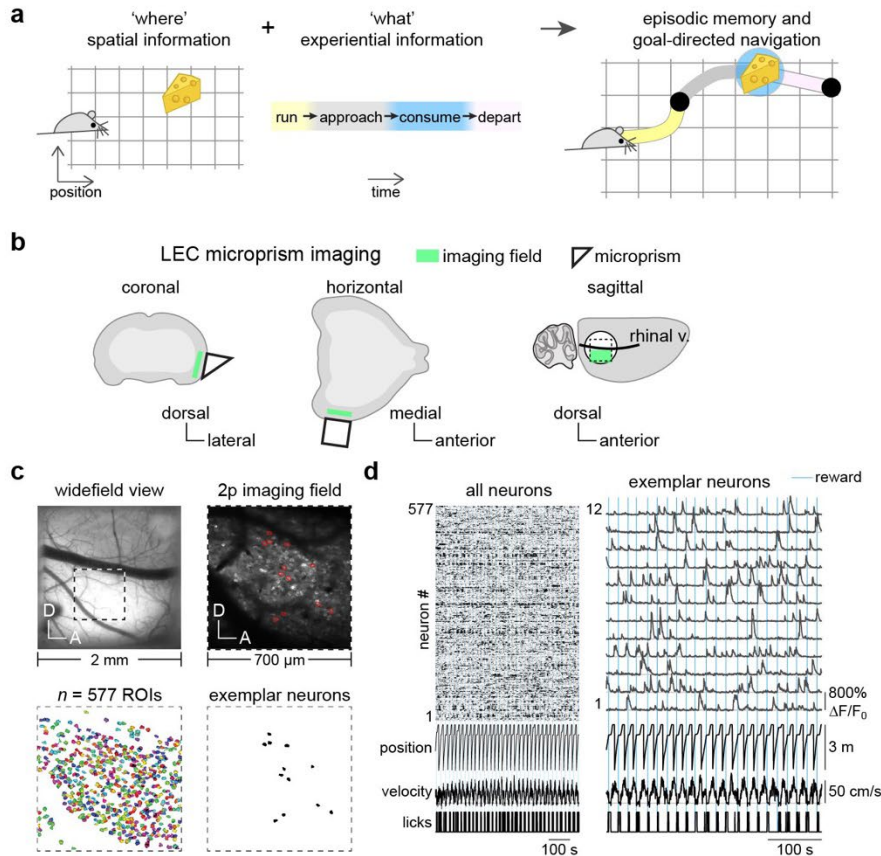 a
'where'
spatial information
+
'what'
experiential information
episodic memory and
goal-directed navigation
run
approach
consume
depart
position
time
b
LEC microprism imaging
imaging field
microprism
coronal
horizontal
sagittal
rhinal v.
dorsal
lateral
medial
anterior
dorsal
anterior
c
widefield view
2p imaging field
D
A
D
A
2 mm
700 µm
n = 577 ROIs
exemplar neurons
d
all neurons
exemplar neurons
reward
577
12
neuron #
1
1
800%
ΔF/F₀
position
3 m
velocity
50 cm/s
licks
100 s
100 s